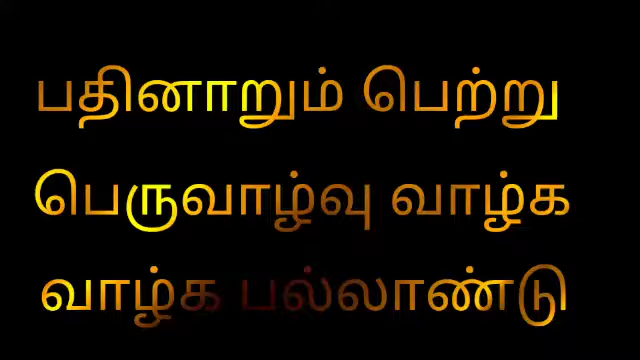 பதினாறும் பெற்று
பெருவாழ்வு வாழ்க
வாழ்க பல்லாண்டு